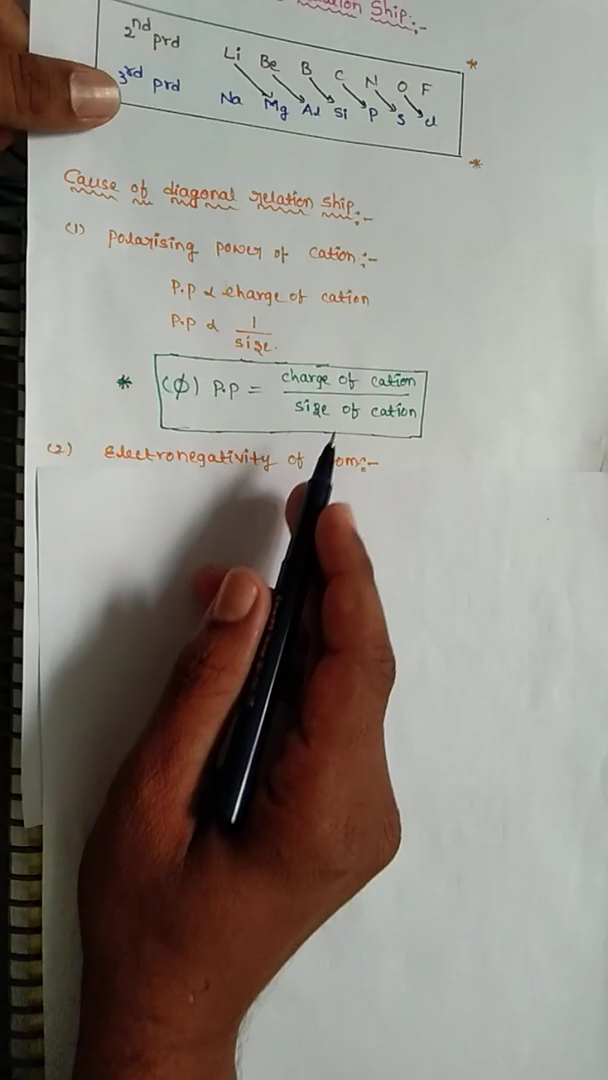 Ship:-
2nd prd Li Be B C N O F
*
3rd prd Na Mg Al Si P S Cl
*
Cause of diagonal relation ship:-
(1) Polarising power of cation:-
P.P α charge of cation
P.P α 1/size.
* (φ) P.P = charge of cation/size of cation
(2) Electronegativity of